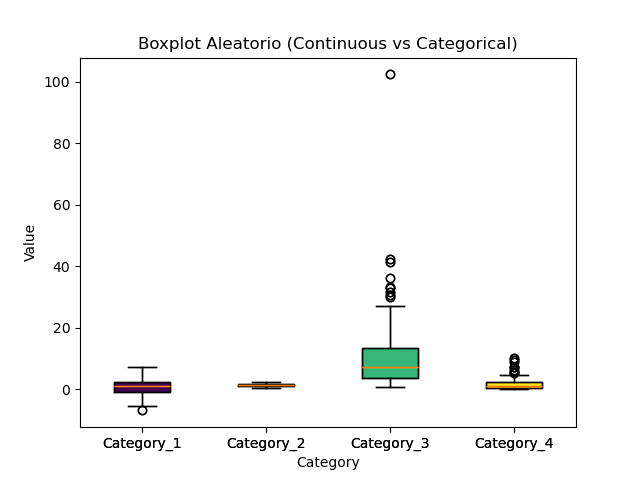 Boxplot Aleatorio (Continuous vs Categorical)
100
80
60
40
20
0
Value
Category_1 Category_2 Category_3 Category_4
Category